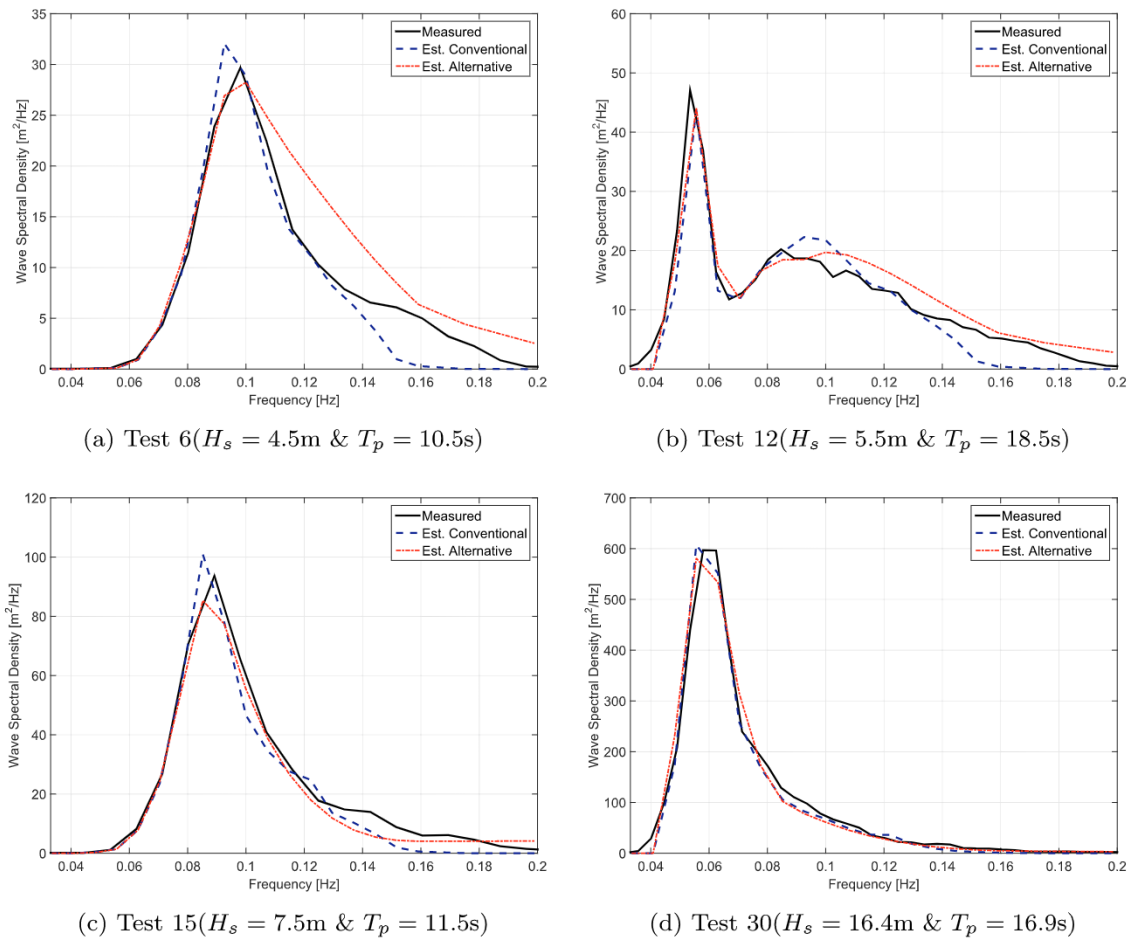 35
30
25
20
15
10
5
0
Wave Spectral Density [m²/Hz]
0.04 0.06 0.08 0.1 0.12 0.14 0.16 0.18 0.2
Frequency [Hz]
Measured
Est. Conventional
Est. Alternative
(a) Test 6(H_s = 4.5m & T_p = 10.5s)
60
50
40
30
20
10
0
Wave Spectral Density [m²/Hz]
0.04 0.06 0.08 0.1 0.12 0.14 0.16 0.18 0.2
Frequency [Hz]
Measured
Est. Conventional
Est. Alternative
(b) Test 12(H_s = 5.5m & T_p = 18.5s)
120
100
80
60
40
20
0
Wave Spectral Density [m²/Hz]
0.04 0.06 0.08 0.1 0.12 0.14 0.16 0.18 0.2
Frequency [Hz]
Measured
Est. Conventional
Est. Alternative
(c) Test 15(H_s = 7.5m & T_p = 11.5s)
700
600
500
400
300
200
100
0
Wave Spectral Density [m²/Hz]
0.04 0.06 0.08 0.1 0.12 0.14 0.16 0.18 0.2
Frequency [Hz]
Measured
Est. Conventional
Est. Alternative
(d) Test 30(H_s = 16.4m & T_p = 16.9s)